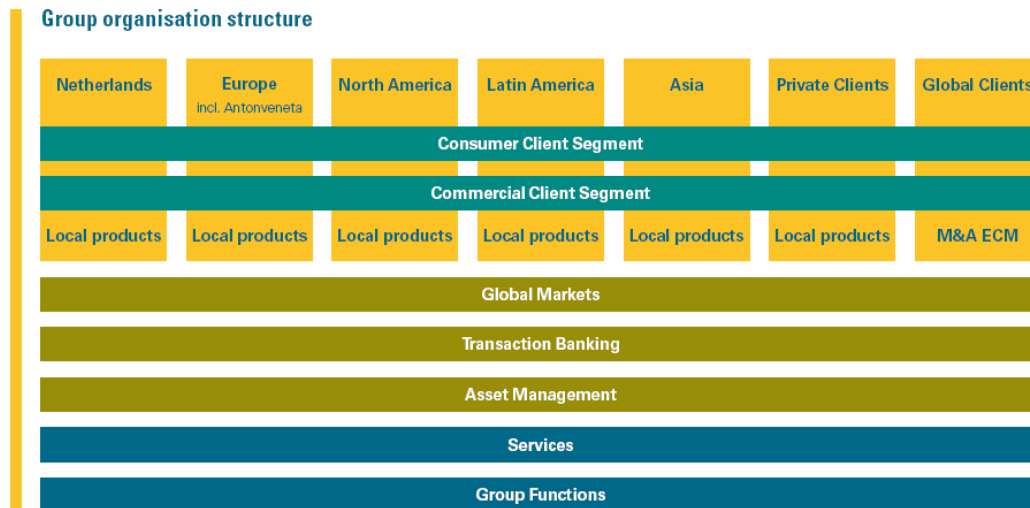 Group organisation structure
Netherlands
Europe
incl. Antonveneta
North America
Latin America
Asia
Private Clients
Global Clients
Consumer Client Segment
Commercial Client Segment
Local products
Local products
Local products
Local products
Local products
Local products
M&A ECM
Global Markets
Transaction Banking
Asset Management
Services
Group Functions